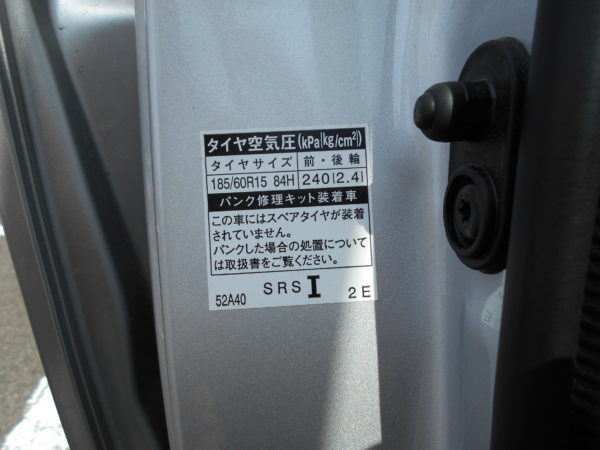 タイヤ空気圧(kPa{kg/cm²})
タイヤサイズ 前・後輪
185/60R15 84H 240{2.4}
パンク修理キット装着車
この車にはスペアタイヤが装着
されていません。
パンクした場合の処置について
は取扱書をご覧ください。
52A40 SRS I 2E